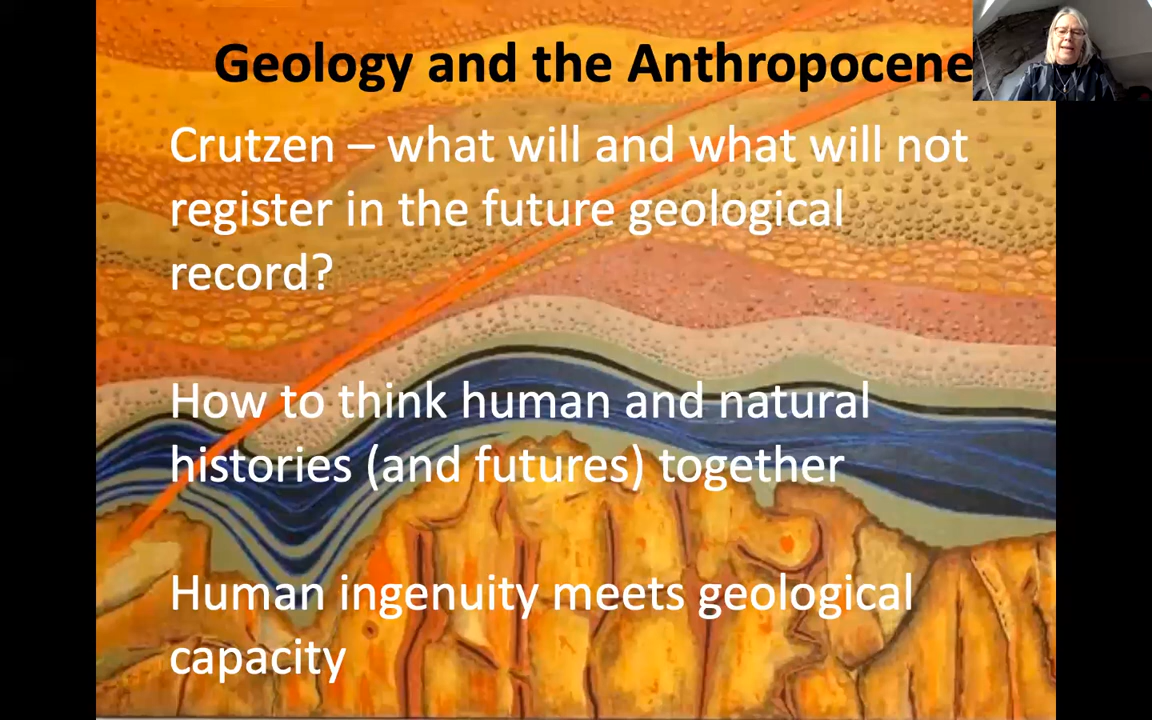 Geology and the Anthropocene
Crutzen – what will and what will not
register in the future geological
record?
How to think human and natural
histories (and futures) together
Human ingenuity meets geological
capacity